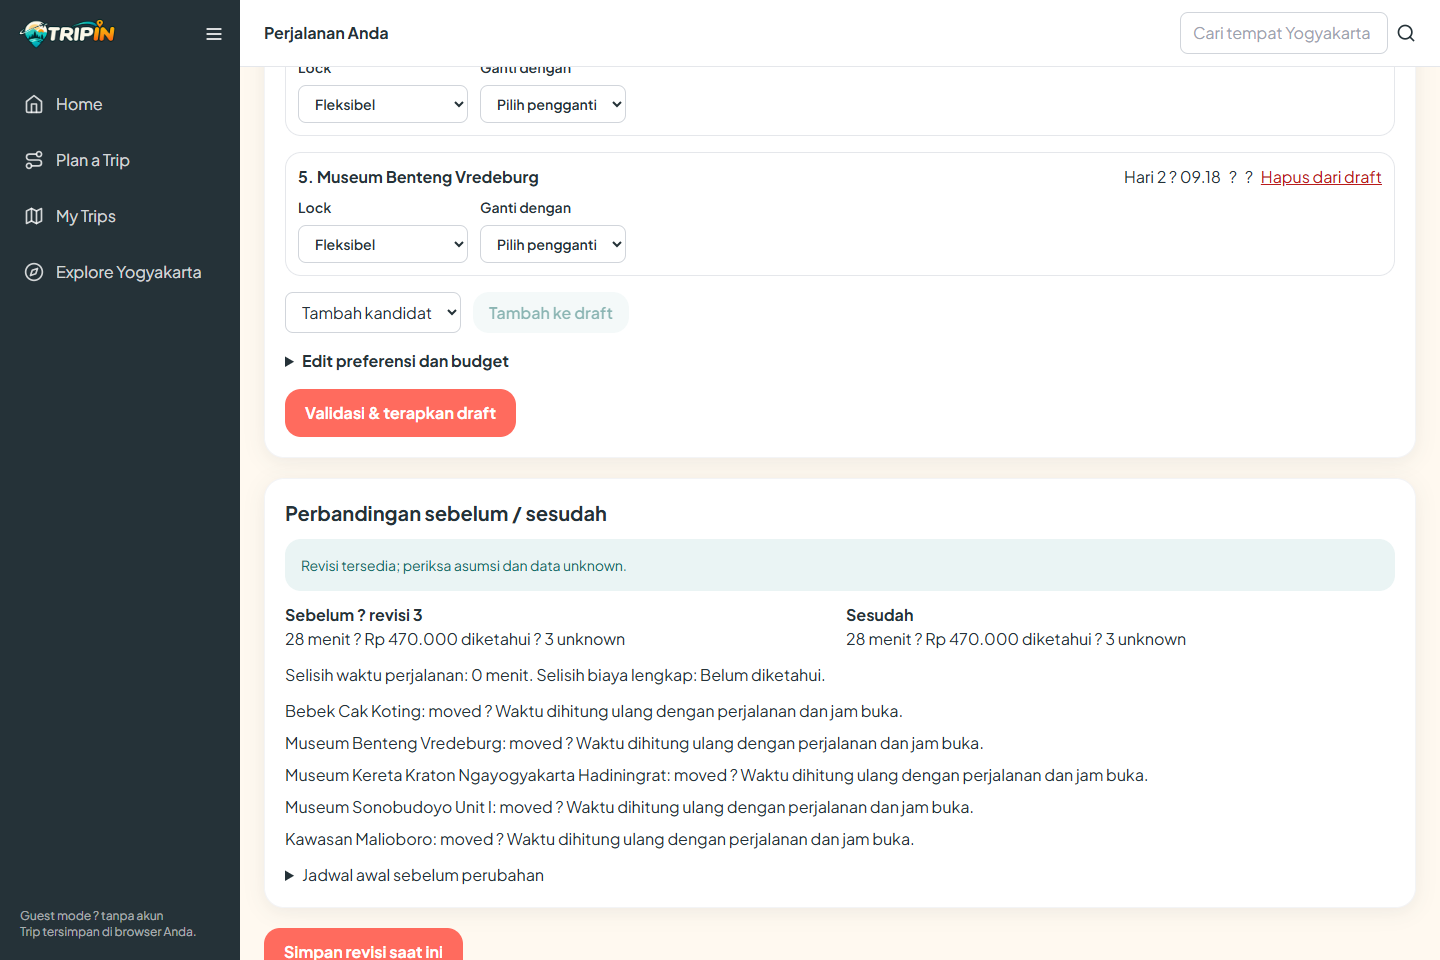 TRIPIN
Perjalanan Anda
Cari tempat Yogyakarta
Home
Plan a Trip
My Trips
Explore Yogyakarta
Guest mode ? tanpa akun
Trip tersimpan di browser Anda.
Lock
Ganti dengan
Fleksibel
Pilih pengganti
5. Museum Benteng Vredeburg
Hari 2 ? 09.18 ? ? Hapus dari draft
Lock
Ganti dengan
Fleksibel
Pilih pengganti
Tambah kandidat
Tambah ke draft
Edit preferensi dan budget
Validasi & terapkan draft
Perbandingan sebelum / sesudah
Revisi tersedia; periksa asumsi dan data unknown.
Sebelum ? revisi 3
28 menit ? Rp 470.000 diketahui ? 3 unknown
Sesudah
28 menit ? Rp 470.000 diketahui ? 3 unknown
Selisih waktu perjalanan: 0 menit. Selisih biaya lengkap: Belum diketahui.
Bebek Cak Koting: moved ? Waktu dihitung ulang dengan perjalanan dan jam buka.
Museum Benteng Vredeburg: moved ? Waktu dihitung ulang dengan perjalanan dan jam buka.
Museum Kereta Kraton Ngayogyakarta Hadiningrat: moved ? Waktu dihitung ulang dengan perjalanan dan jam buka.
Museum Sonobudoyo Unit I: moved ? Waktu dihitung ulang dengan perjalanan dan jam buka.
Kawasan Malioboro: moved ? Waktu dihitung ulang dengan perjalanan dan jam buka.
Jadwal awal sebelum perubahan
Simpan revisi saat ini